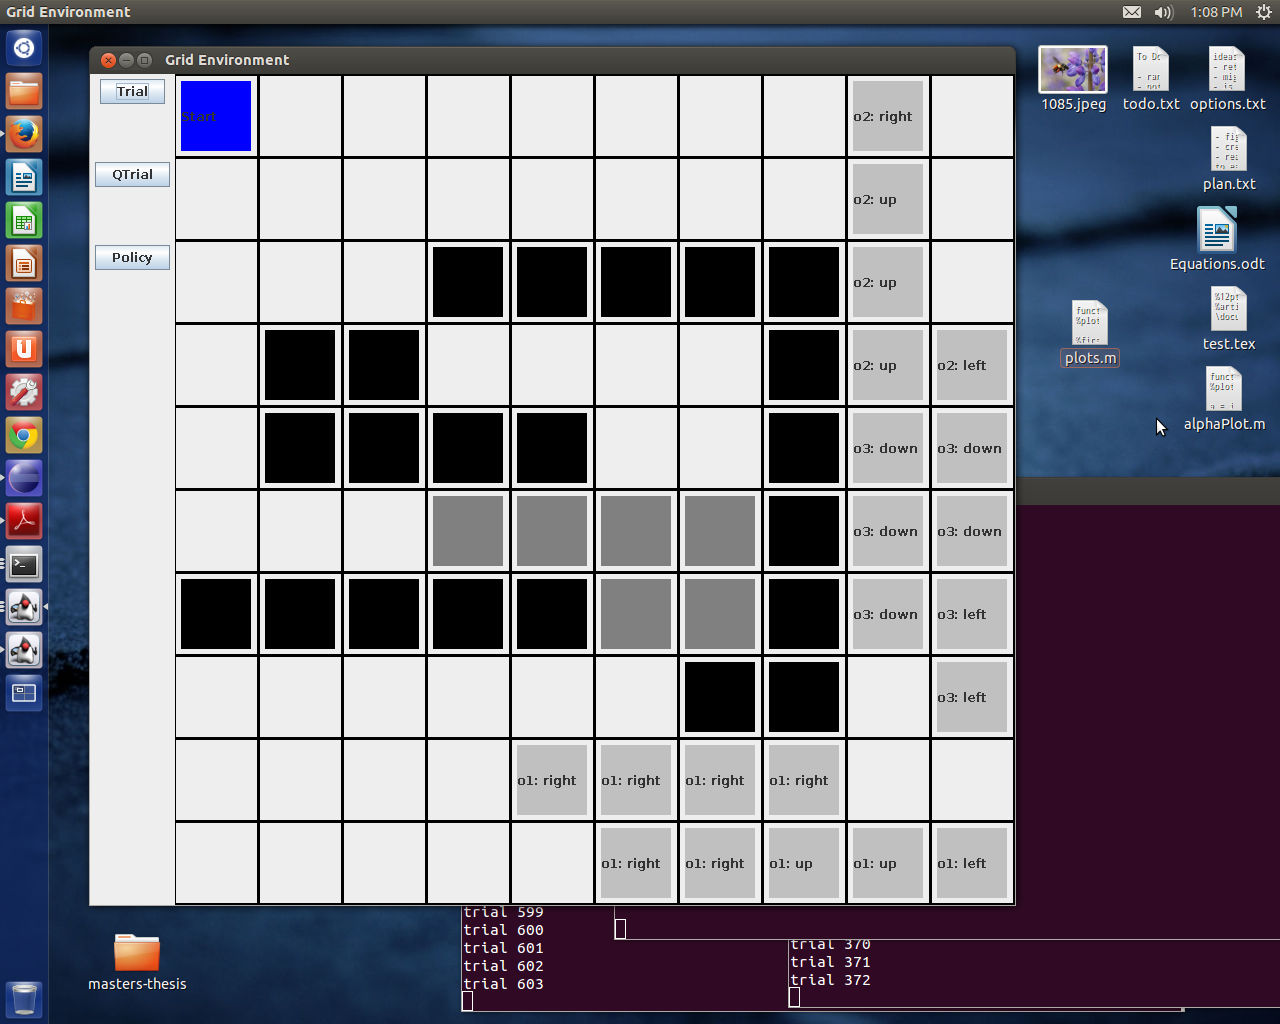 Grid Environment
1:08 PM
Grid Environment
Trial
QTrial
Policy
Start
o2: right
o2: up
o2: up
o2: up
o2: left
o3: down
o3: down
o3: down
o3: down
o3: down
o3: left
o3: left
o1: right
o1: right
o1: right
o1: right
o1: right
o1: right
o1: up
o1: up
o1: left
1085.jpeg
todo.txt
options.txt
plan.txt
Equations.odt
plots.m
test.tex
alphaPlot.m
masters-thesis
trial 599
trial 600
trial 601
trial 602
trial 603
trial 370
trial 371
trial 372